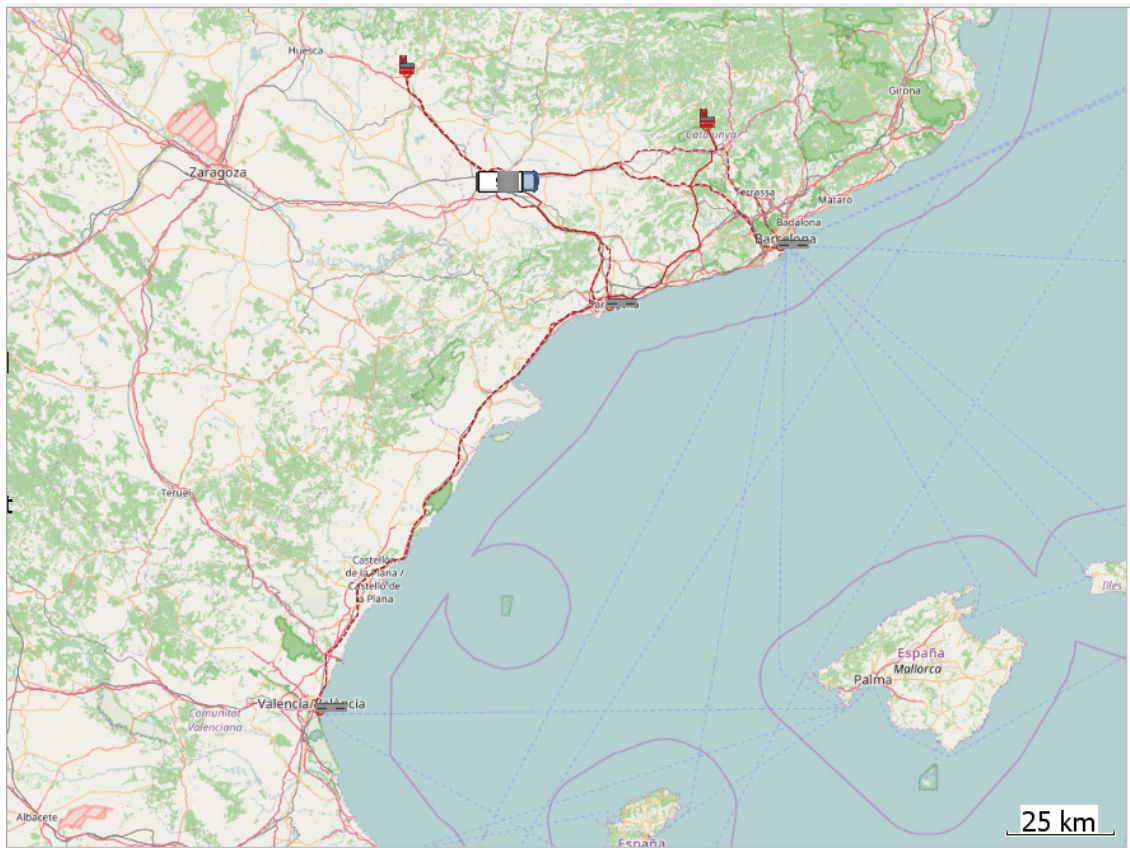 Huesca
Girona
Catalunya
Zaragoza
Terrassa
Mataró
Badalona
Barcelona
Teruel
Castellón
de la Plana /
Castelló de
a Plana
t
España
Mallorca
Palma
Illes
Valencia/València
Comunitat
Valenciana
Albacete
España
25 km